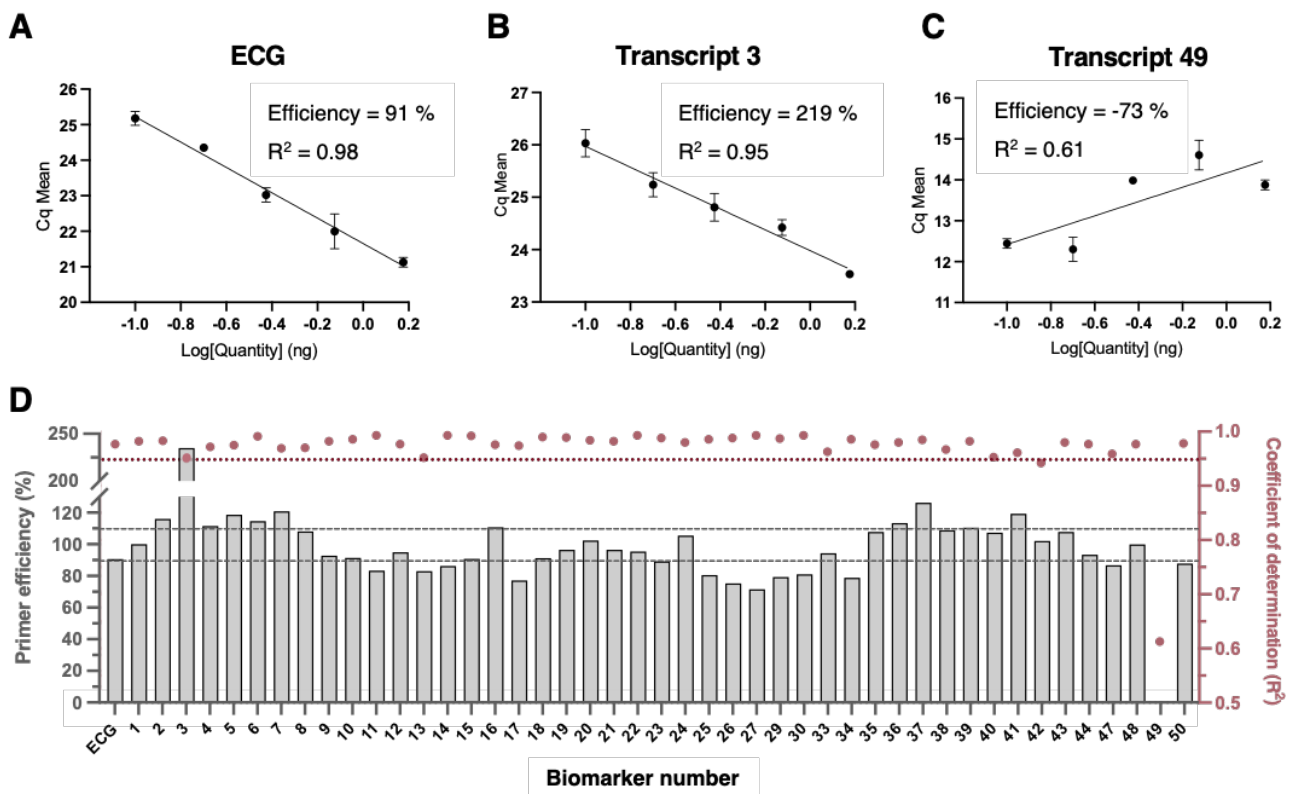 A
ECG
Efficiency = 91 %
R² = 0.98
Cq Mean
26
25
24
23
22
21
20
-1.0 -0.8 -0.6 -0.4 -0.2 0.0 0.2
Log[Quantity] (ng)
B
Transcript 3
Efficiency = 219 %
R² = 0.95
Cq Mean
27
26
25
24
23
-1.0 -0.8 -0.6 -0.4 -0.2 0.0 0.2
Log[Quantity] (ng)
C
Transcript 49
Efficiency = -73 %
R² = 0.61
Cq Mean
16
15
14
13
12
11
-1.0 -0.8 -0.6 -0.4 -0.2 0.0 0.2
Log[Quantity] (ng)
D
Primer efficiency (%)
250
200
120
100
80
60
40
20
0
1.0
0.9
0.8
0.7
0.6
0.5
Coefficient of
determination (R²)
ECG 1 2 3 4 5 6 7 8 9 10 11 12 13 14 15 16 17 18 19 20 21 22 23 24 25 26 27 29 30 33 34 35 36 37 38 39 40 41 42 43 44 47 48 49 50
Biomarker number